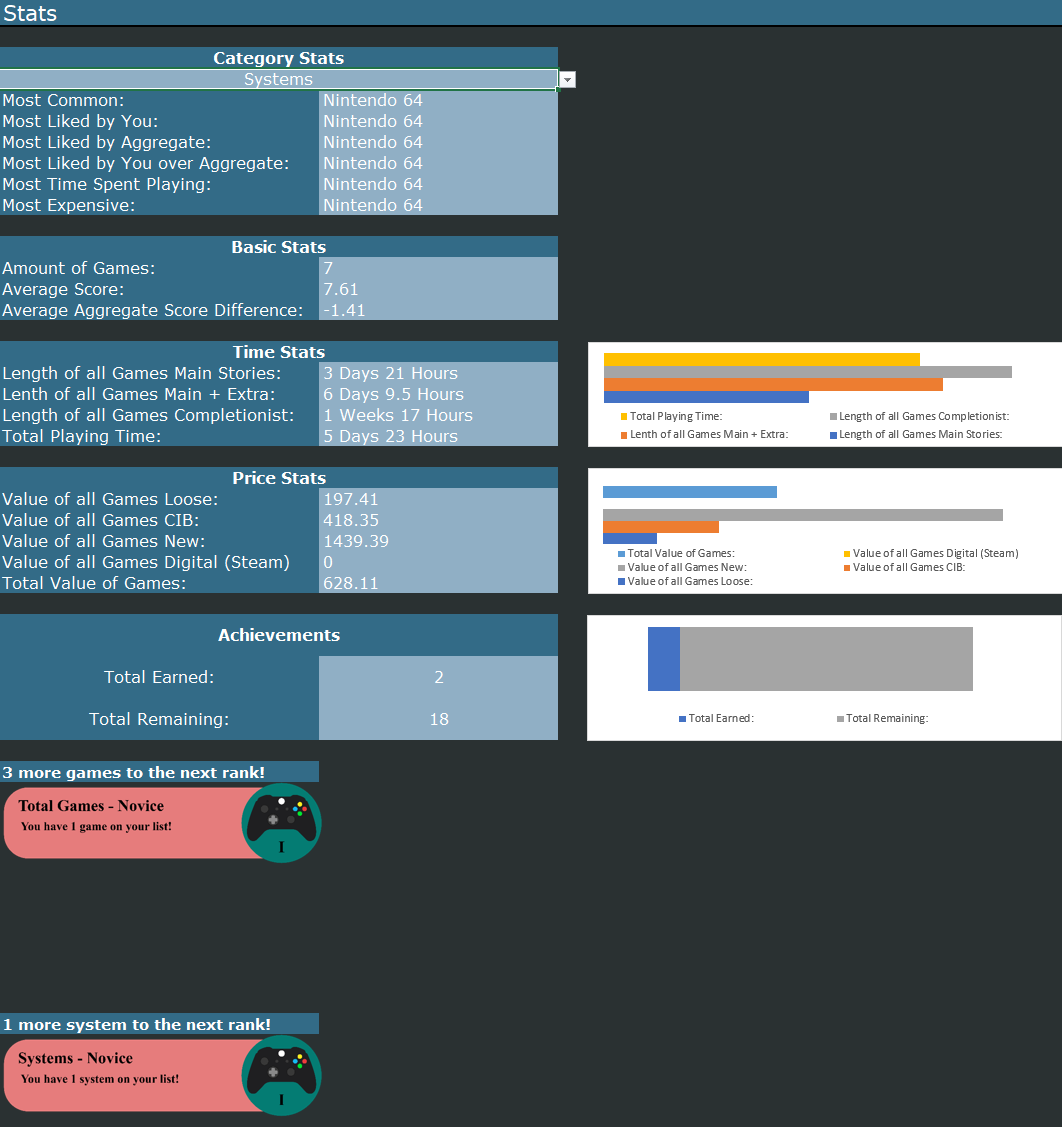 Stats
Category Stats
Systems
Most Common: Nintendo 64
Most Liked by You: Nintendo 64
Most Liked by Aggregate: Nintendo 64
Most Liked by You over Aggregate: Nintendo 64
Most Time Spent Playing: Nintendo 64
Most Expensive: Nintendo 64
Basic Stats
Amount of Games: 7
Average Score: 7.61
Average Aggregate Score Difference: -1.41
Time Stats
Length of all Games Main Stories: 3 Days 21 Hours
Lenth of all Games Main + Extra: 6 Days 9.5 Hours
Length of all Games Completionist: 1 Weeks 17 Hours
Total Playing Time: 5 Days 23 Hours
Total Playing Time: Length of all Games Completionist:
Lenth of all Games Main + Extra: Length of all Games Main Stories:
Price Stats
Value of all Games Loose: 197.41
Value of all Games CIB: 418.35
Value of all Games New: 1439.39
Value of all Games Digital (Steam) 0
Total Value of Games: 628.11
Total Value of Games: Value of all Games Digital (Steam)
Value of all Games New: Value of all Games CIB:
Value of all Games Loose:
Achievements
Total Earned: 2
Total Remaining: 18
Total Earned: Total Remaining:
3 more games to the next rank!
Total Games - Novice
You have 1 game on your list!
I
1 more system to the next rank!
Systems - Novice
You have 1 system on your list!
I